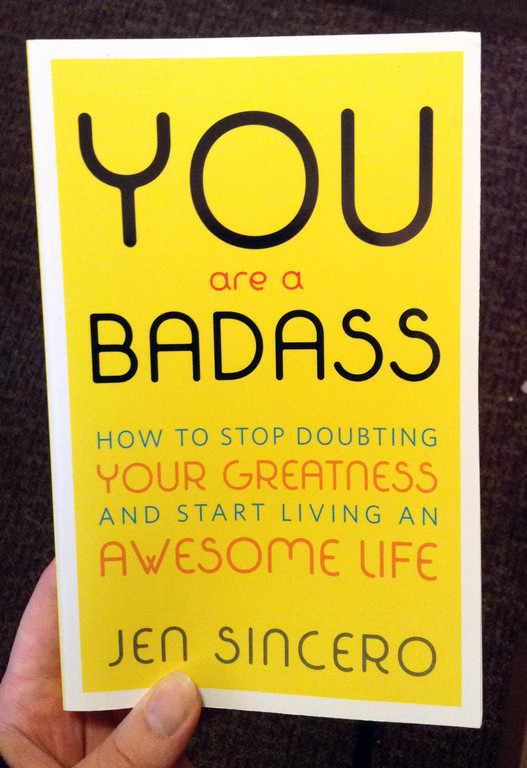 YOU
are a
BADASS
HOW TO STOP DOUBTING
YOUR GREATNESS
AND START LIVING AN
AWESOME LIFE
JEN SINCERO